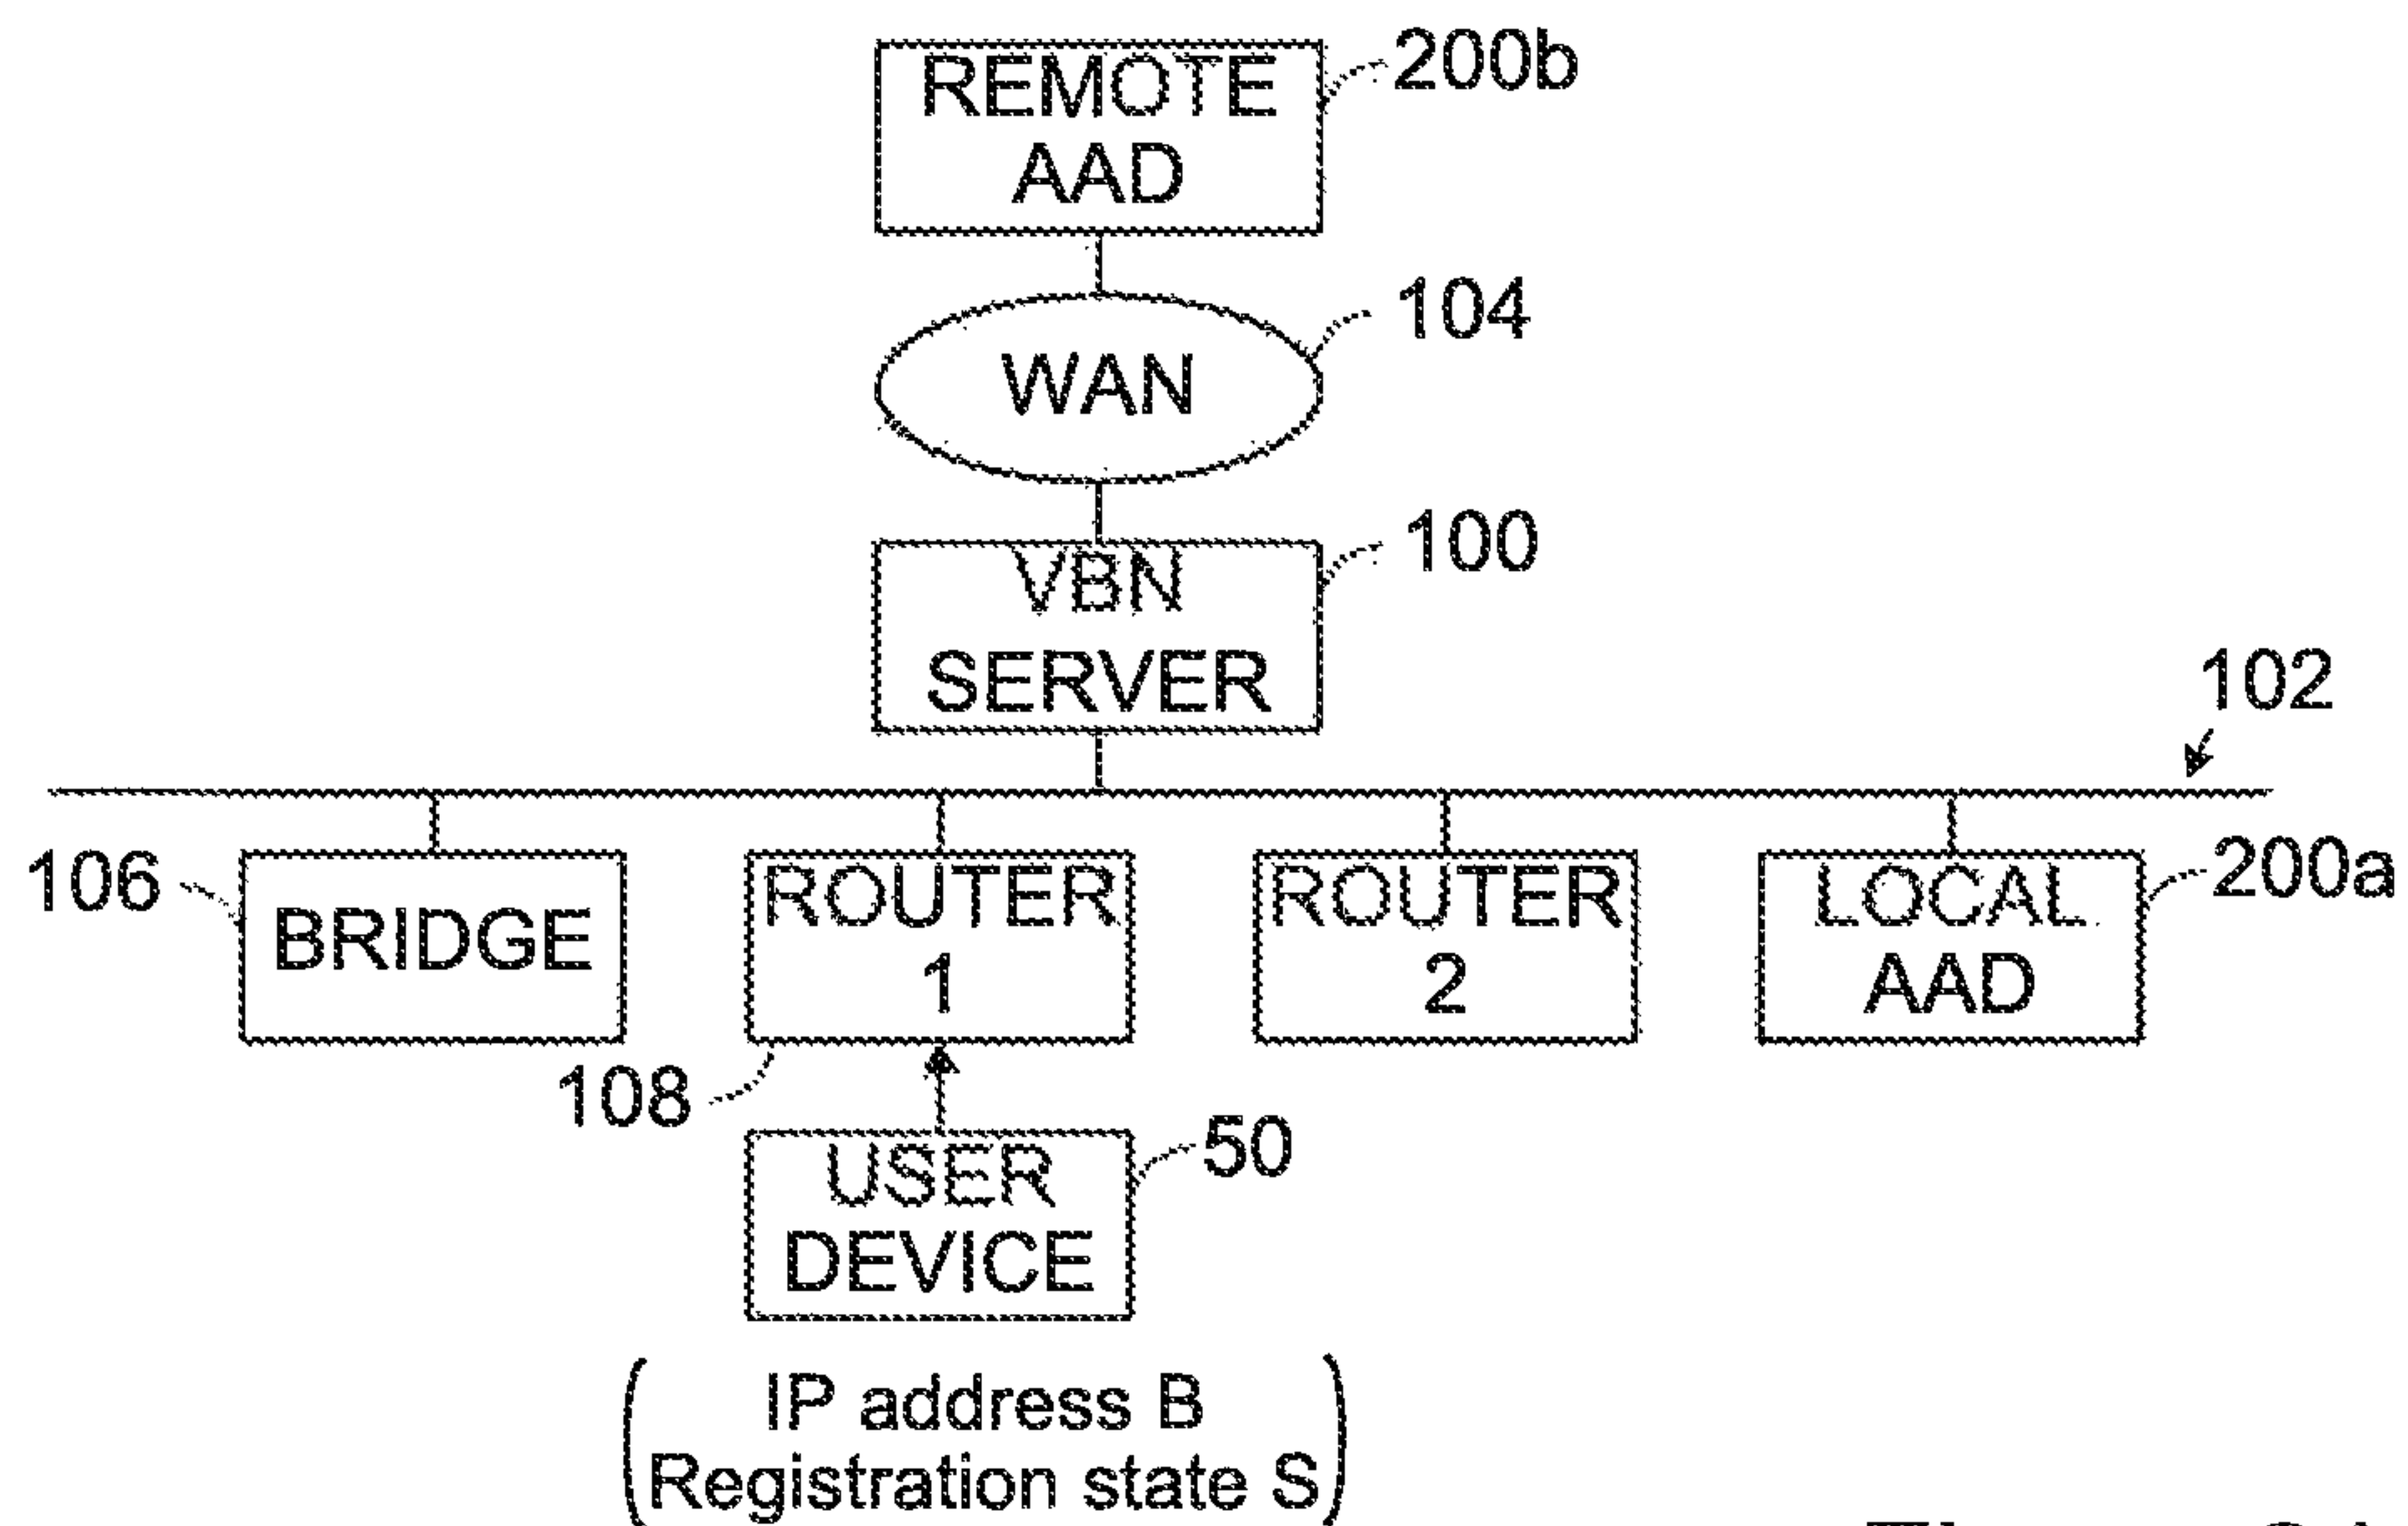 REMOTE
AAD
200b
WAN
104
VBN
SERVER
100
102
106
BRIDGE
ROUTER
1
108
ROUTER
2
LOCAL
AAD
200a
USER
DEVICE
50
IP address B
Registration state S